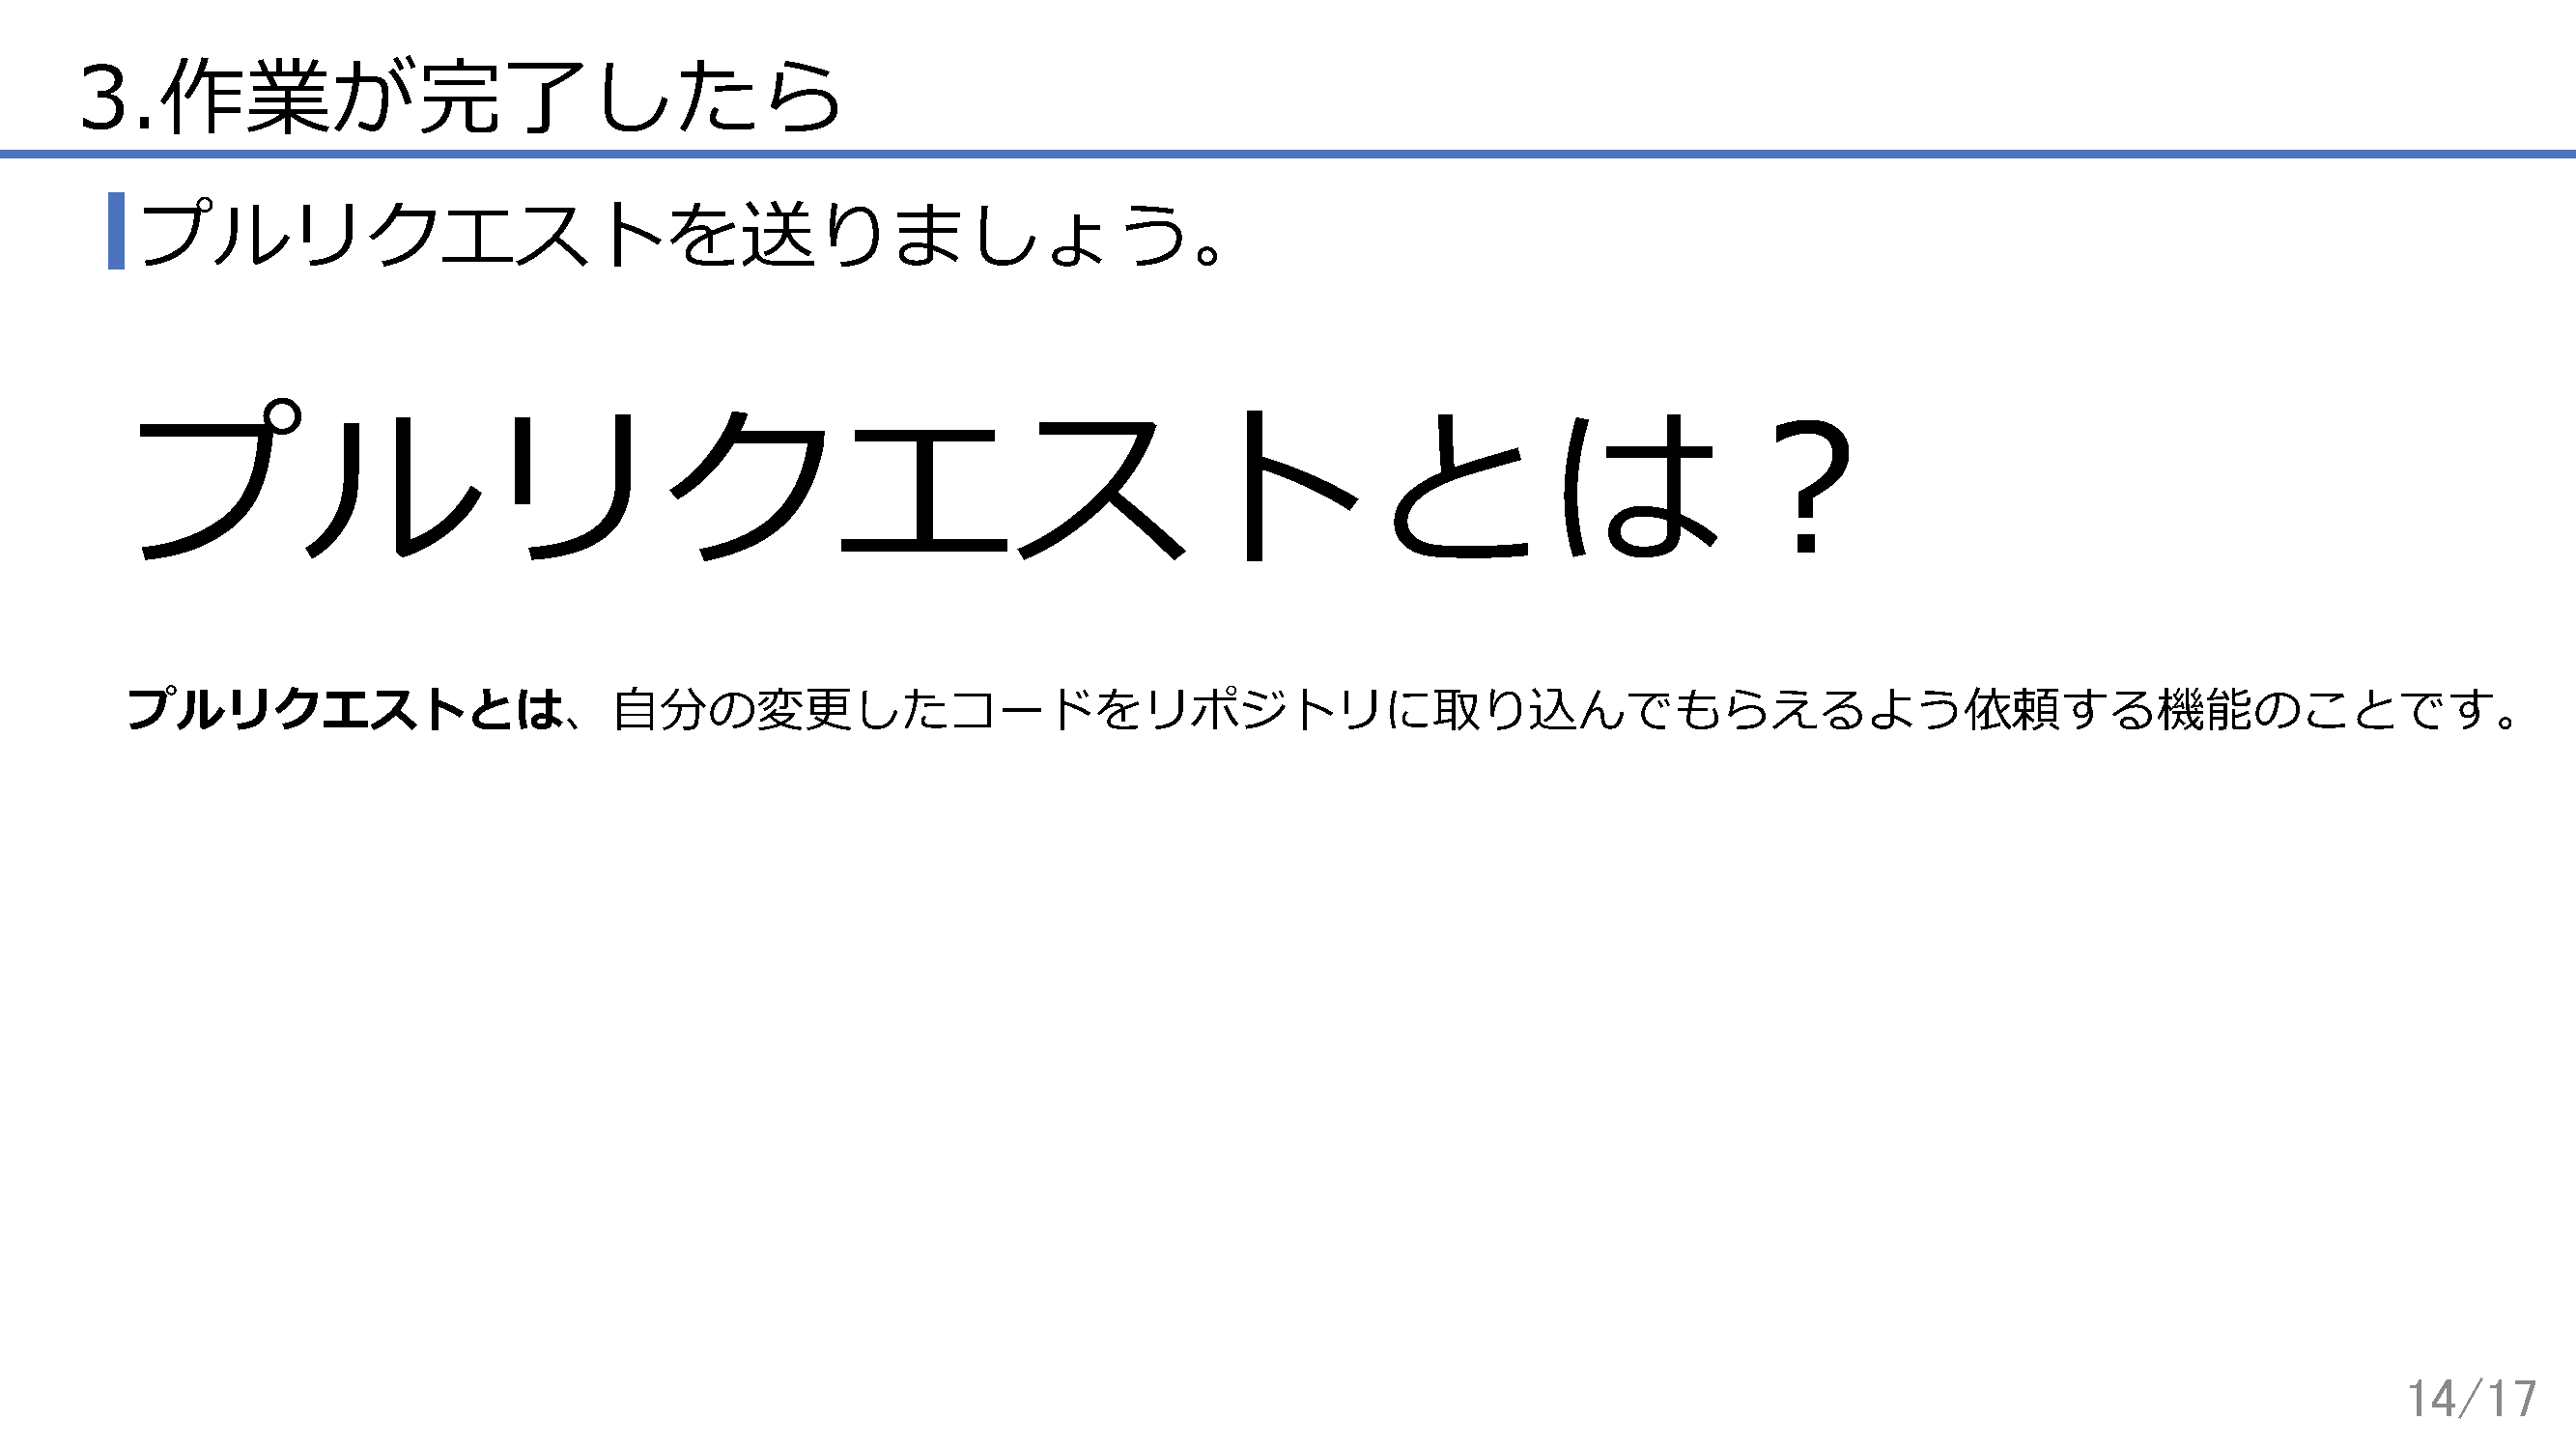 3.作業が完了したら
プルリクエストを送りましょう。
プルリクエストとは？
プルリクエストとは、自分の変更したコードをリポジトリに取り込んでもらえるよう依頼する機能のことです。
14/17